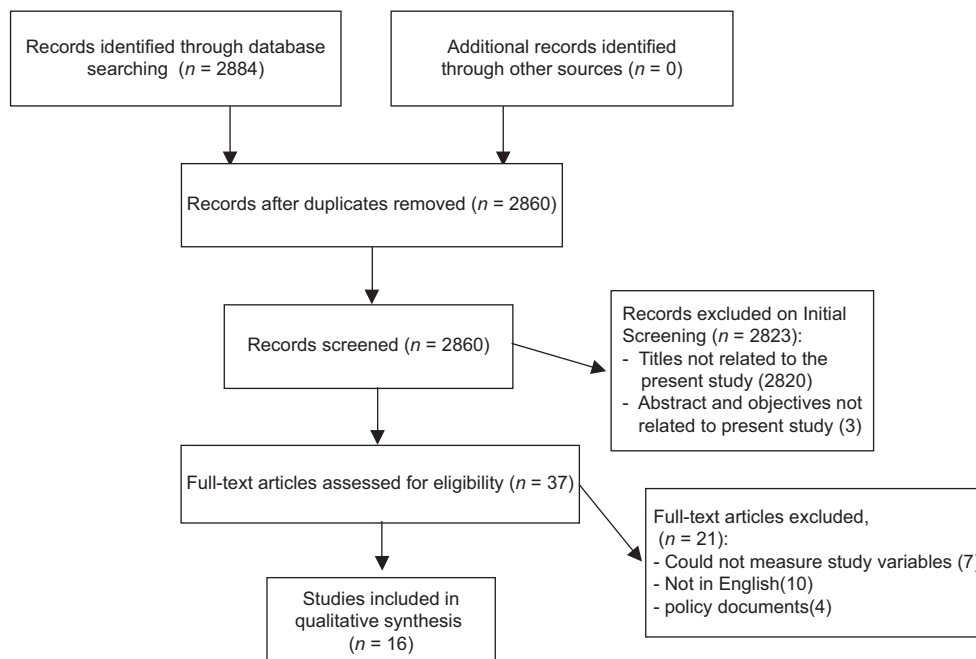 Records identified through database
searching (n = 2884)
Additional records identified
through other sources (n = 0)
Records after duplicates removed (n = 2860)
Records screened (n = 2860)
Records excluded on Initial
Screening (n = 2823):
- Titles not related to the
present study (2820)
- Abstract and objectives not
related to present study (3)
Full-text articles assessed for eligibility (n = 37)
Full-text articles excluded,
(n = 21):
- Could not measure study variables (7)
- Not in English(10)
- policy documents(4)
Studies included in
qualitative synthesis
(n = 16)